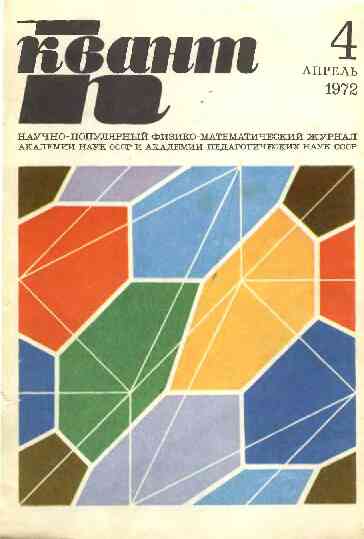 квант
4
АПРЕЛЬ
1972
НАУЧНО-ПОПУЛЯРНЫЙ ФИЗИКО-МАТЕМАТИЧЕСКИЙ ЖУРНАЛ
АКАДЕМИИ НАУК СССР И АКАДЕМИИ ПЕДАГОГИЧЕСКИХ НАУК СССР